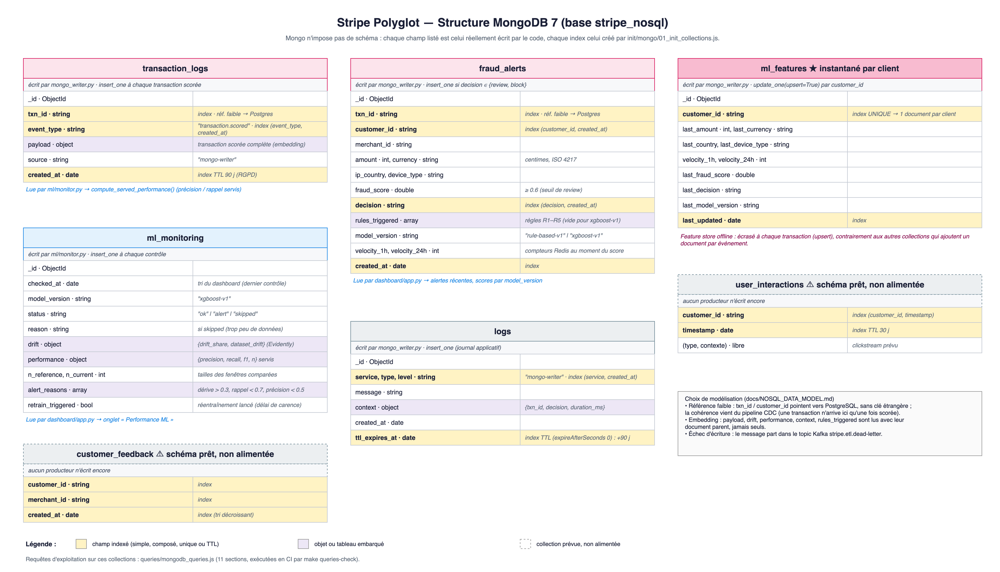 Stripe Polyglot — Structure MongoDB 7 (base stripe_nosql)
Mongo n'impose pas de schéma : chaque champ listé est celui réellement écrit par le code, chaque index celui créé par init/mongo/01_init_collections.js.
transaction_logs
écrit par mongo_writer.py · insert_one à chaque transaction scorée
_id · ObjectId
txn_id · string
index · réf. faible → Postgres
event_type · string
"transaction.scored" · index (event_type,
created_at)
payload · object
transaction scorée complète (embedding)
source · string
"mongo-writer"
created_at · date
index TTL 90 j (RGPD)
Lue par ml/monitor.py → compute_served_performance() (précision / rappel servis)
ml_monitoring
écrit par ml/monitor.py · insert_one à chaque contrôle
_id · ObjectId
checked_at · date
tri du dashboard (dernier contrôle)
model_version · string
"xgboost-v1"
status · string
"ok" | "alert" | "skipped"
reason · string
si skipped (trop peu de données)
drift · object
{drift_share, dataset_drift} (Evidently)
performance · object
{precision, recall, f1, n} servis
n_reference, n_current · int
tailles des fenêtres comparées
alert_reasons · array
dérive > 0.3, rappel < 0.7, précision < 0.5
retrain_triggered · bool
réentraînement lancé (délai de carence)
Lue par dashboard/app.py → onglet « Performance ML »
customer_feedback ⚠ schéma prêt, non alimentée
aucun producteur n'écrit encore
customer_id · string
index
merchant_id · string
index
created_at · date
index (tri décroissant)
fraud_alerts
écrit par mongo_writer.py · insert_one si decision ∈ {review, block}
_id · ObjectId
txn_id · string
index · réf. faible → Postgres
customer_id · string
index (customer_id, created_at)
merchant_id · string
amount · int, currency · string
centimes, ISO 4217
ip_country, device_type · string
fraud_score · double
≥ 0.6 (seuil de review)
decision · string
index (decision, created_at)
rules_triggered · array
règles R1–R5 (vide pour xgboost-v1)
model_version · string
"rule-based-v1" | "xgboost-v1"
velocity_1h, velocity_24h · int
compteurs Redis au moment du score
created_at · date
index
Lue par dashboard/app.py → alertes récentes, scores par model_version
logs
écrit par mongo_writer.py · insert_one (journal applicatif)
_id · ObjectId
service, type, level · string
"mongo-writer" · index (service, created_at)
message · string
context · object
{txn_id, decision, duration_ms}
created_at · date
ttl_expires_at · date
index TTL (expireAfterSeconds 0) : +90 j
ml_features ★ instantané par client
écrit par mongo_writer.py · update_one(upsert=True) par customer_id
_id · ObjectId
customer_id · string
index UNIQUE → 1 document par client
last_amount · int, last_currency · string
last_country, last_device_type · string
velocity_1h, velocity_24h · int
last_fraud_score · double
last_decision · string
last_model_version · string
last_updated · date
index
Feature store offline : écrasé à chaque transaction (upsert), contrairement aux autres collections qui ajoutent un
document par événement.
user_interactions ⚠ schéma prêt, non alimentée
aucun producteur n'écrit encore
customer_id · string
index (customer_id, timestamp)
timestamp · date
index TTL 30 j
(type, contexte) · libre
clickstream prévu
Choix de modélisation (docs/NOSQL_DATA_MODEL.md)
• Référence faible : txn_id / customer_id pointent vers PostgreSQL, sans clé étrangère ;
la cohérence vient du pipeline CDC (une transaction n'arrive ici qu'une fois scorée).
• Embedding : payload, drift, performance, context, rules_triggered sont lus avec leur
document parent, jamais seuls.
• Échec d'écriture : le message part dans le topic Kafka stripe.etl.dead-letter.
Légende :
champ indexé (simple, composé, unique ou TTL)
objet ou tableau embarqué
collection prévue, non alimentée
Requêtes d'exploitation sur ces collections : queries/mongodb_queries.js (11 sections, exécutées en CI par make queries-check).